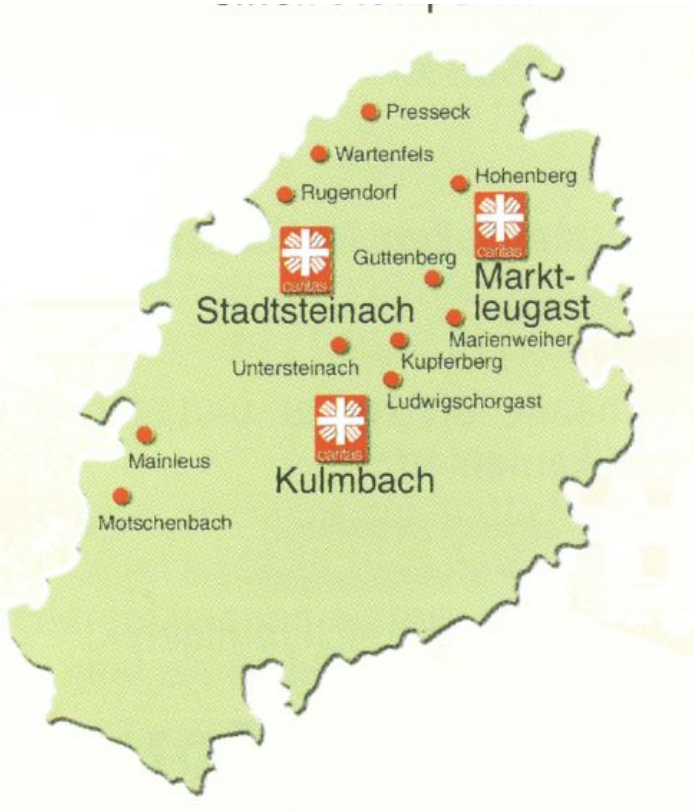 Presseck
Wartenfels
Hohenberg
Rugendorf
caritas
Guttenberg
caritas
Markt-
leugast
Stadtsteinach
Marienweiher
Untersteinach
Kupferberg
Ludwigschorgast
caritas
Mainleus
Kulmbach
Motschenbach